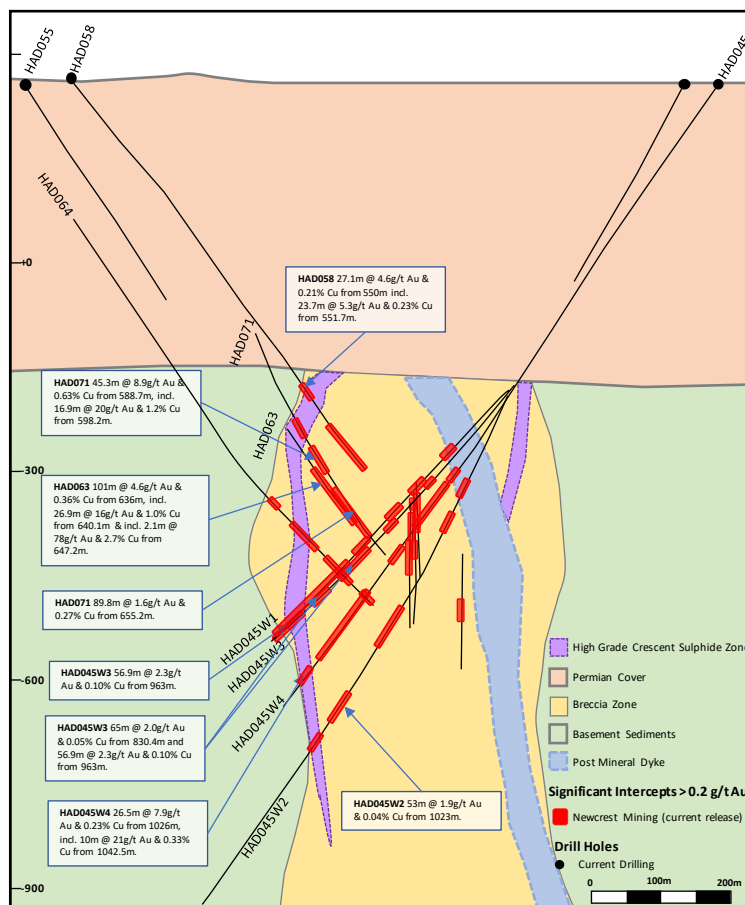 HAD055
HAD058
HAD045
HAD064
+0
HAD058 27.1m @ 4.6g/t Au &
0.21% Cu from 550m incl.
23.7m @ 5.3g/t Au & 0.23% Cu
from 551.7m.
HAD071
HAD071 45.3m @ 8.9g/t Au &
0.63% Cu from 588.7m, incl.
16.9m @ 20g/t Au & 1.2% Cu
from 598.2m.
HAD063
-300
HAD063 101m @ 4.6g/t Au &
0.36% Cu from 636m, incl.
26.9m @ 16g/t Au & 1.0% Cu
from 640.1m & incl. 2.1m @
78g/t Au & 2.7% Cu from
647.2m.
HAD071 89.8m @ 1.6g/t Au &
0.27% Cu from 655.2m.
HAD045W1
HAD045W3
HAD045W3 56.9m @ 2.3g/t
Au & 0.10% Cu from 963m.
-600
HAD045W4
HAD045W3 65m @ 2.0g/t Au
& 0.05% Cu from 830.4m and
56.9m @ 2.3g/t Au & 0.10% Cu
from 963m.
HAD045W4 26.5m @ 7.9g/t
Au & 0.23% Cu from 1026m,
incl. 10m @ 21g/t Au & 0.33%
Cu from 1042.5m.
HAD045W2
HAD045W2 53m @ 1.9g/t Au
& 0.04% Cu from 1023m.
-900
High Grade Crescent Sulphide Zone
Permian Cover
Breccia Zone
Basement Sediments
Post Mineral Dyke
Significant Intercepts > 0.2 g/t Au
Newcrest Mining (current release)
Drill Holes
Current Drilling
0 100m 200m